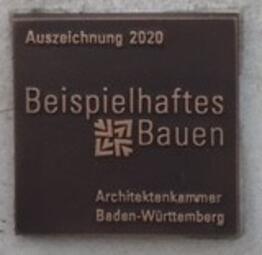 Auszeichnung 2020
Beispielhaftes
Bauen
Architektenkammer
Baden-Württemberg